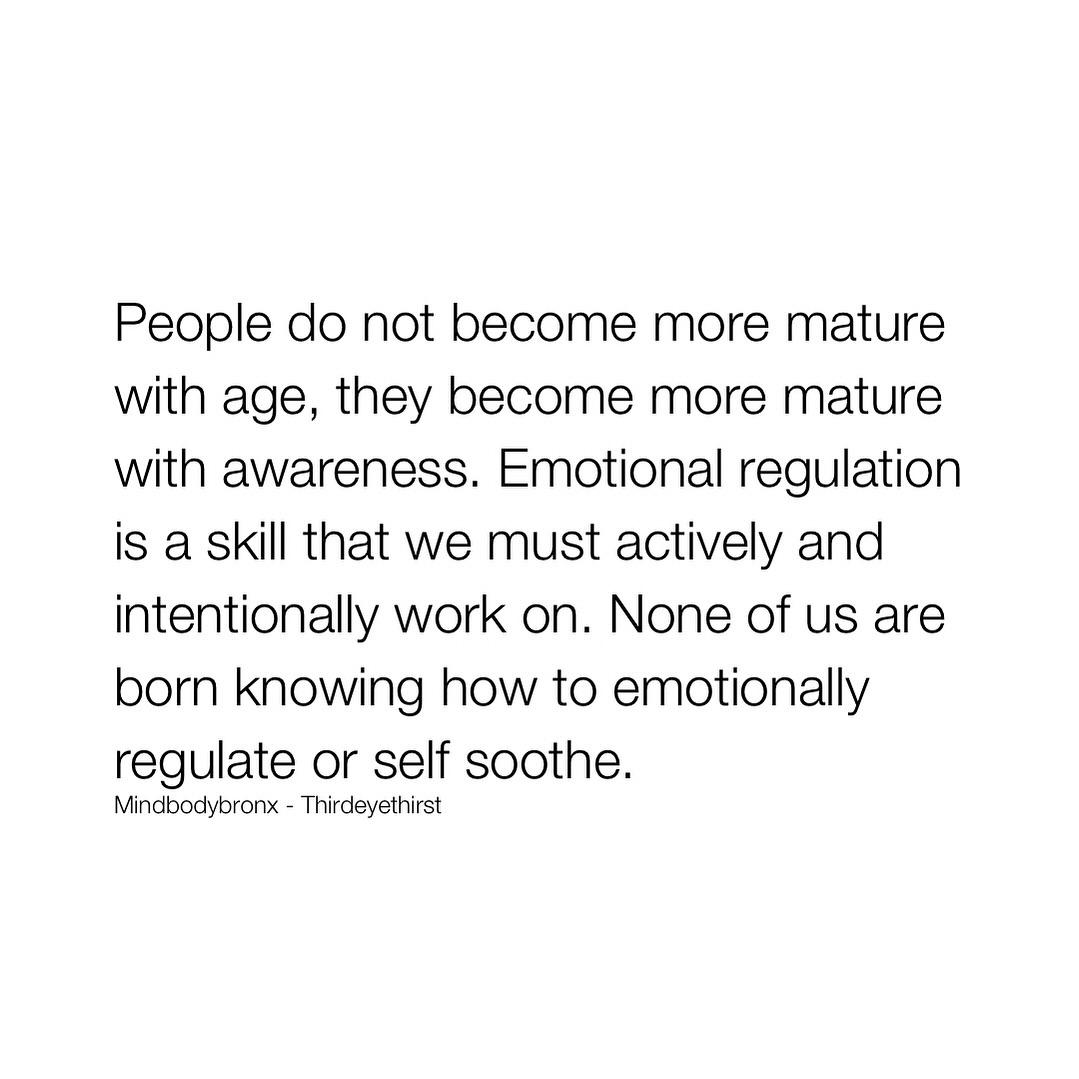 People do not become more mature
with age, they become more mature
with awareness. Emotional regulation
is a skill that we must actively and
intentionally work on. None of us are
born knowing how to emotionally
regulate or self soothe.
Mindbodybronx - Thirdeyethirst